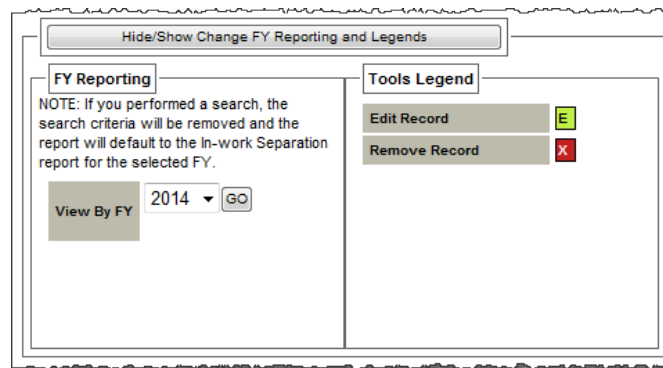 Hide/Show Change FY Reporting and Legends
FY Reporting
NOTE: If you performed a search, the
search criteria will be removed and the
report will default to the In-work Separation
report for the selected FY.
View By FY 2014 GO
Tools Legend
Edit Record E
Remove Record X